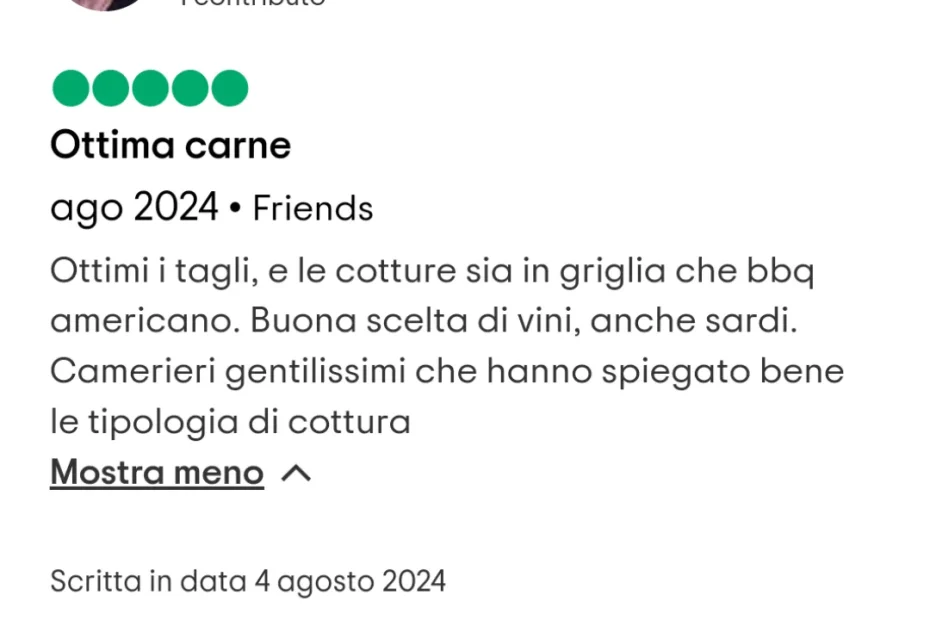 1 contributo
Ottima carne
ago 2024 • Friends
Ottimi i tagli, e le cotture sia in griglia che bbq
americano. Buona scelta di vini, anche sardi.
Camerieri gentilissimi che hanno spiegato bene
le tipologia di cottura
Mostra meno
Scritta in data 4 agosto 2024